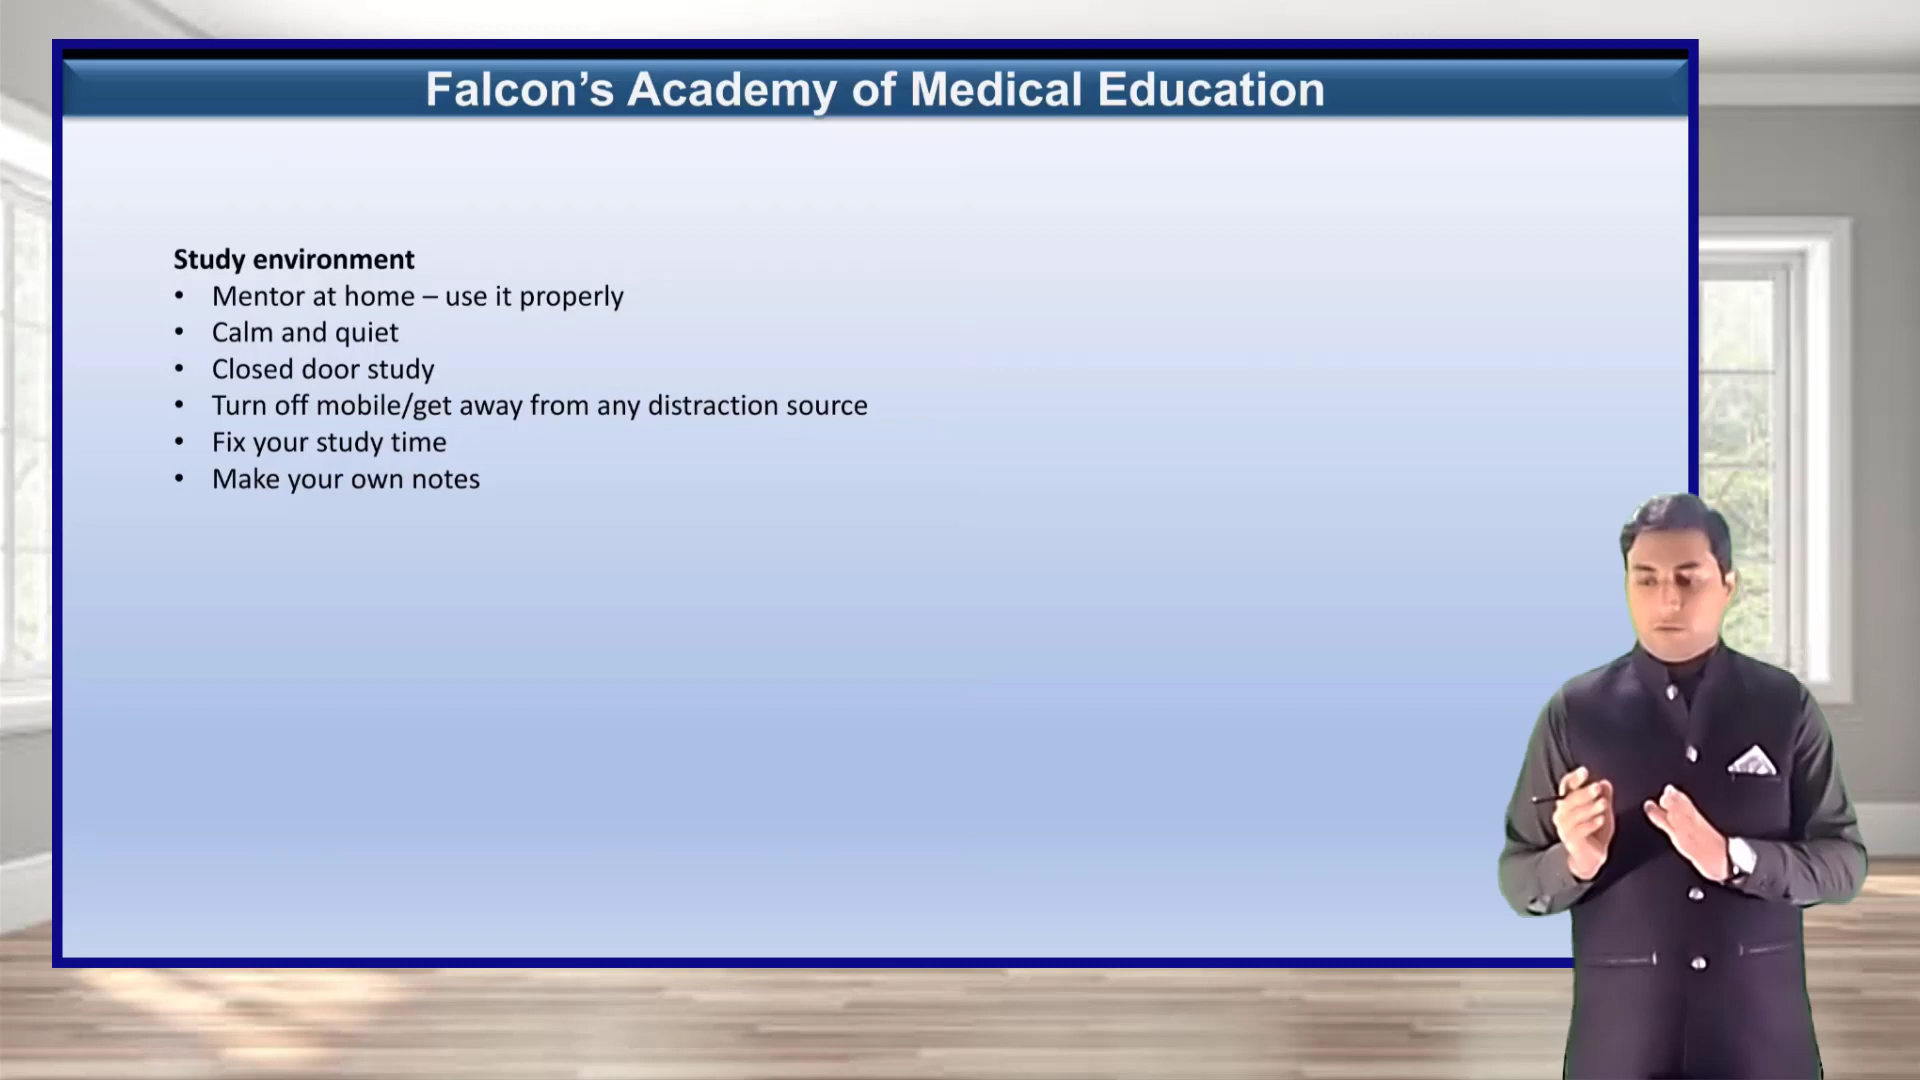 Falcon’s Academy of Medical Education
Study environment
• Mentor at home – use it properly
• Calm and quiet
• Closed door study
• Turn off mobile/get away from any distraction source
• Fix your study time
• Make your own notes